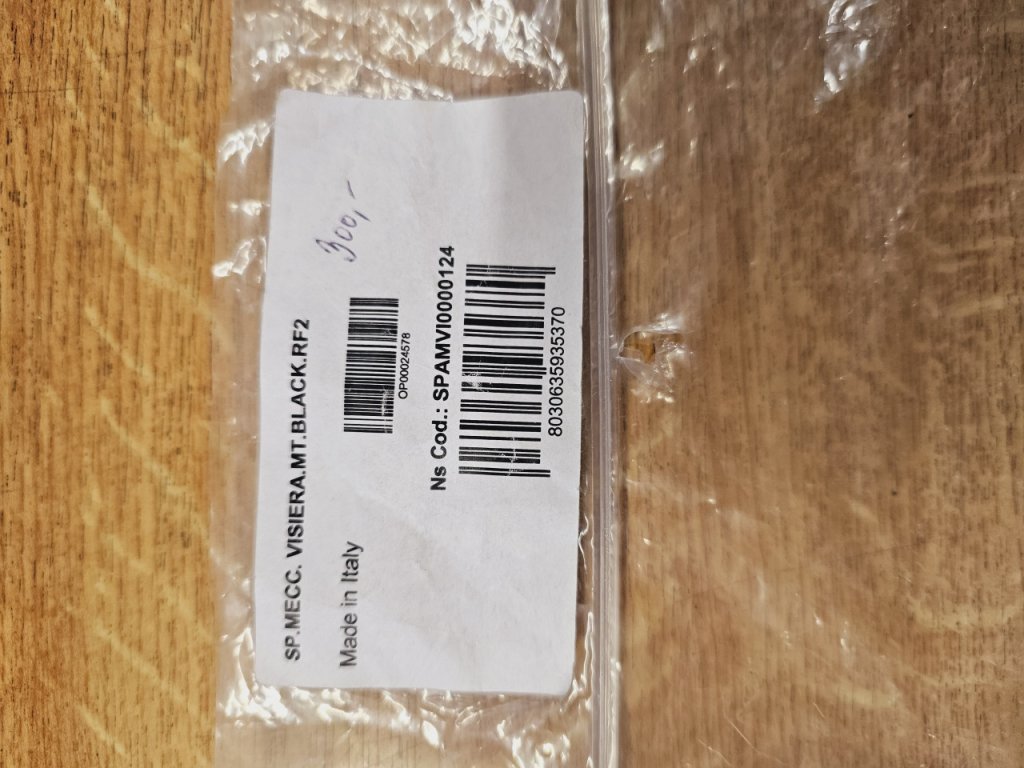 SP.MECC. VISIERA.MT.BLACK.RF2
Made in Italy
300,-
OP00024578
Ns Cod.: SPAMVI0000124
8030635935370